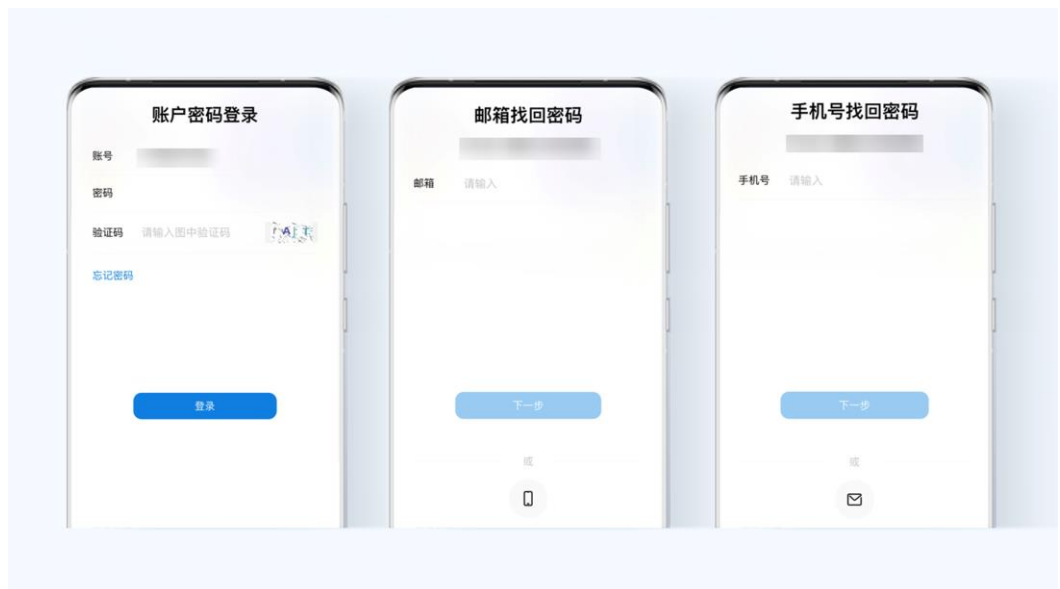 账户密码登录
账号
密码
验证码 请输入图中验证码
忘记密码
登录
邮箱找回密码
邮箱 请输入
下一步
或
手机号找回密码
手机号 请输入
下一步
或